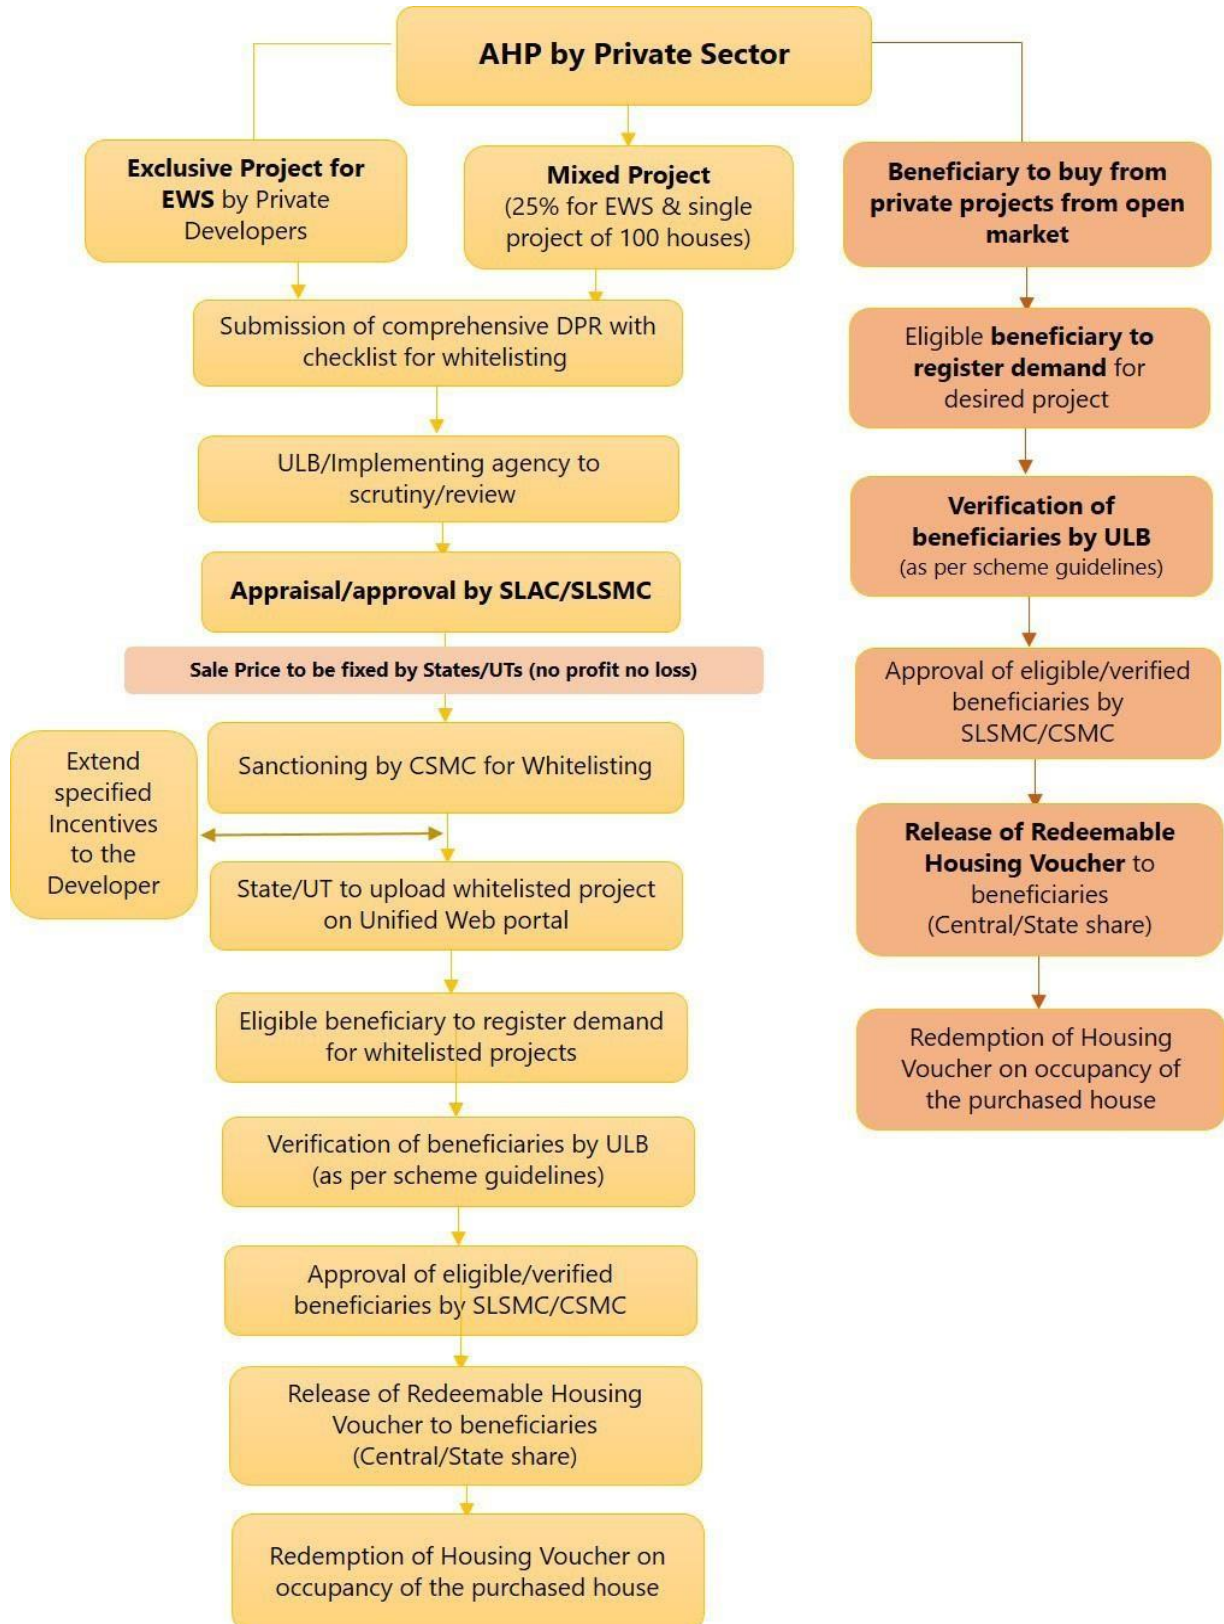 AHP by Private Sector
Exclusive Project for
EWS by Private
Developers
Mixed Project
(25% for EWS & single
project of 100 houses)
Beneficiary to buy from
private projects from open
market
Submission of comprehensive DPR with
checklist for whitelisting
Eligible beneficiary to
register demand for
desired project
ULB/Implementing agency to
scrutiny/review
Verification of
beneficiaries by ULB
(as per scheme guidelines)
Appraisal/approval by SLAC/SLSMC
Sale Price to be fixed by States/UTs (no profit no loss)
Approval of eligible/verified
beneficiaries by
SLSMC/CSMC
Sanctioning by CSMC for Whitelisting
Extend
specified
Incentives
to the
Developer
Release of Redeemable
Housing Voucher to
beneficiaries
(Central/State share)
State/UT to upload whitelisted project
on Unified Web portal
Eligible beneficiary to register demand
for whitelisted projects
Redemption of Housing
Voucher on occupancy of
the purchased house
Verification of beneficiaries by ULB
(as per scheme guidelines)
Approval of eligible/verified
beneficiaries by SLSMC/CSMC
Release of Redeemable Housing
Voucher to beneficiaries
(Central/State share)
Redemption of Housing Voucher on
occupancy of the purchased house